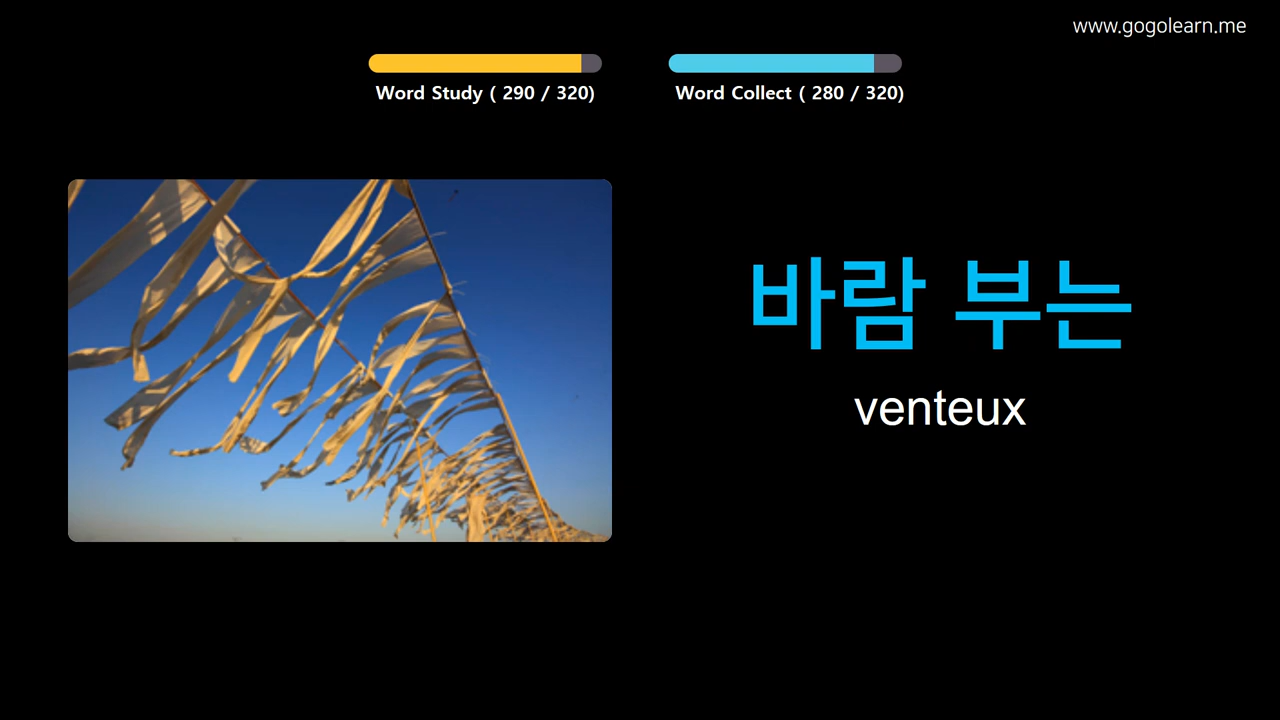 www.gogolearn.me
Word Study ( 290 / 320)
Word Collect ( 280 / 320)
바람 부는
venteux